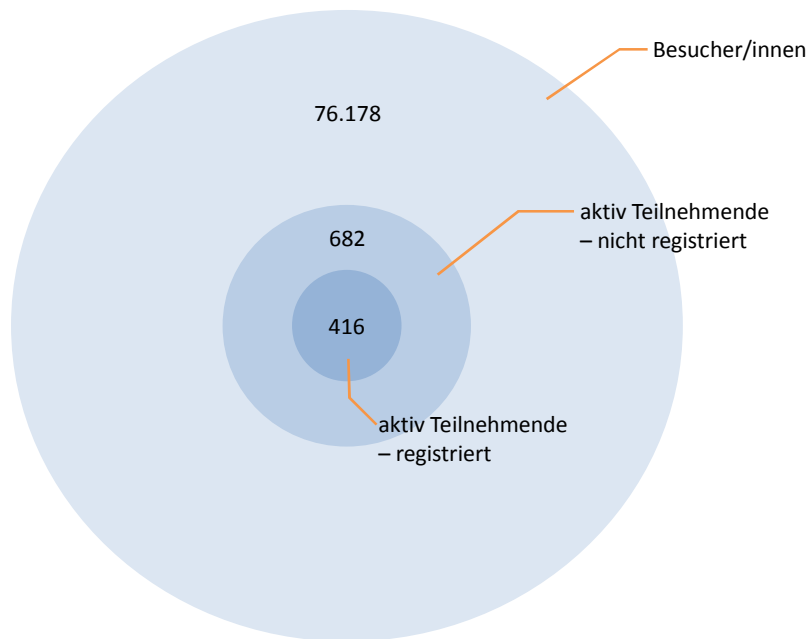 Besucher/innen
76.178
aktiv Teilnehmende
– nicht registriert
682
416
aktiv Teilnehmende
– registriert